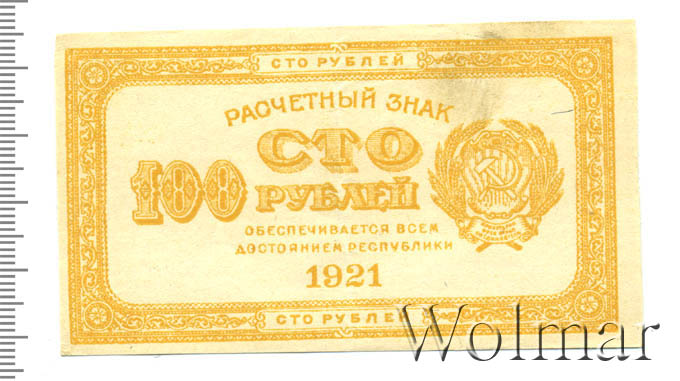 СТО РУБЛЕЙ
РАСЧЕТНЫЙ ЗНАК
100 СТО
РУБЛЕЙ
ОБЕСПЕЧИВАЕТСЯ ВСЕМ
ДОСТОЯНИЕМ РЕСПУБЛИКИ
1921
СТО РУБЛЕЙ
Wolmar